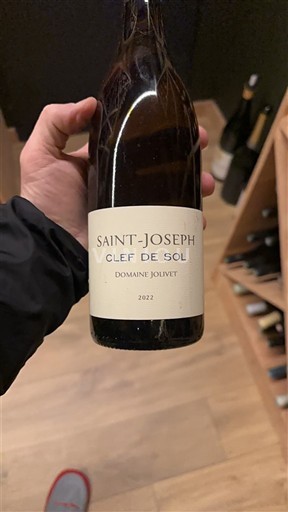 SAINT-JOSEPH
CLEF DE SOL
DOMAINE JOLIVET
2022